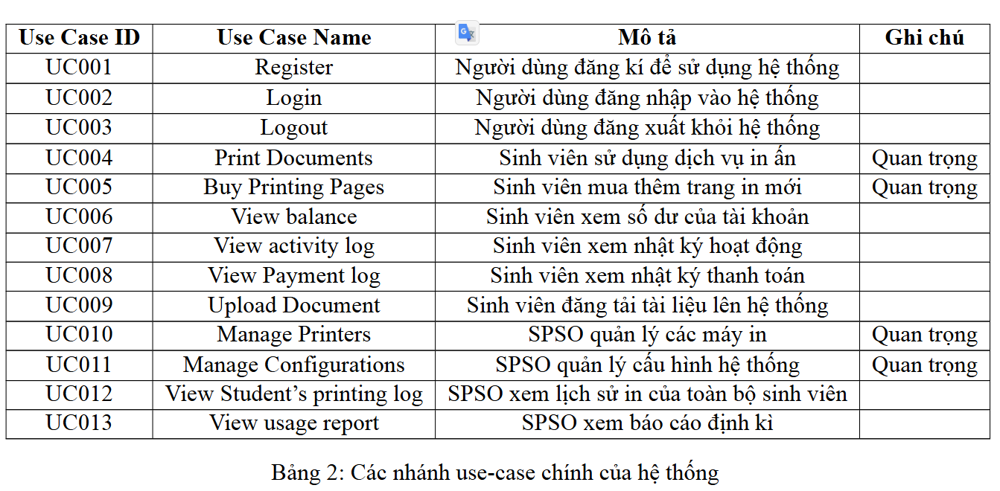 Use Case ID Use Case Name Mô tả Ghi chú
UC001 Register Người dùng đăng kí để sử dụng hệ thống
UC002 Login Người dùng đăng nhập vào hệ thống
UC003 Logout Người dùng đăng xuất khỏi hệ thống
UC004 Print Documents Sinh viên sử dụng dịch vụ in ấn Quan trọng
UC005 Buy Printing Pages Sinh viên mua thêm trang in mới Quan trọng
UC006 View balance Sinh viên xem số dư của tài khoản
UC007 View activity log Sinh viên xem nhật ký hoạt động
UC008 View Payment log Sinh viên xem nhật ký thanh toán
UC009 Upload Document Sinh viên đăng tải tài liệu lên hệ thống
UC010 Manage Printers SPSO quản lý các máy in Quan trọng
UC011 Manage Configurations SPSO quản lý cấu hình hệ thống Quan trọng
UC012 View Student’s printing log SPSO xem lịch sử in của toàn bộ sinh viên
UC013 View usage report SPSO xem báo cáo định kì
Bảng 2: Các nhánh use-case chính của hệ thống